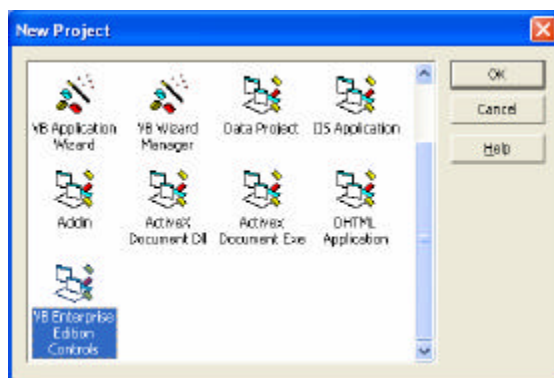 New Project
VB Application
Wizard
VB Wizard
Manager
Data Project
IIS Application
Addin
ActiveX
Document Dll
Activex
Document Exe
DHTML
Application
VB Enterprise
Edition
Controls
OK
Cancel
Help